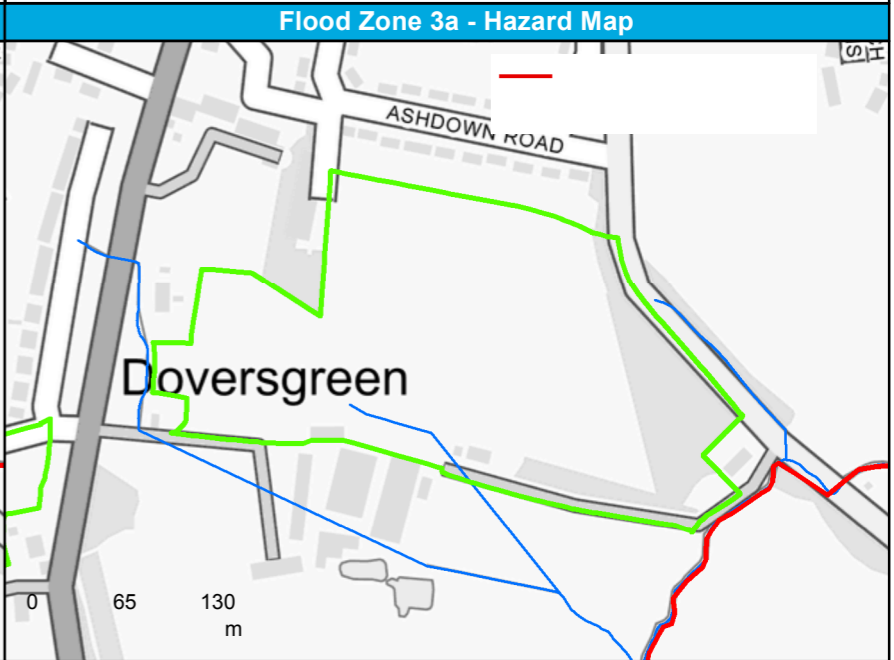 Flood Zone 3a - Hazard Map
ASHDOWN ROAD
Doversgreen
0 65 130
m